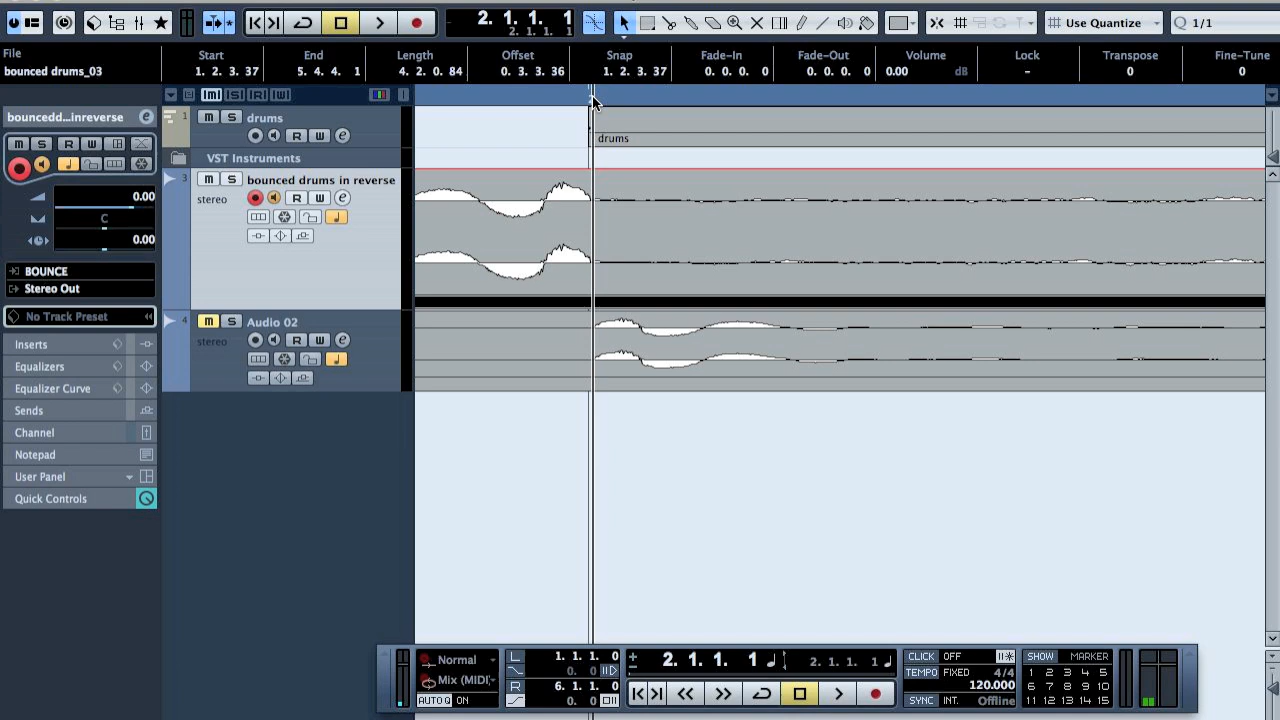 2. 1. 1. 1
2. 1. 1. 1
Use Quantize
1/1
File
bounced drums_03
Start
1. 2. 3. 37
End
5. 4. 4. 1
Length
4. 2. 0. 84
Offset
0. 3. 3. 36
Snap
1. 2. 3. 37
Fade-In
0. 0. 0. 0
Fade-Out
0. 0. 0. 0
Volume
0.00 dB
Lock
-
Transpose
0
Fine-Tune
0
[M] [S] [R] [W]
bouncedd...inreverse e
M S R W
0.00
C
0.00
BOUNCE
Stereo Out
No Track Preset
Inserts
Equalizers
Equalizer Curve
Sends
Channel
Notepad
User Panel
Quick Controls
1 M S drums
R W e
VST Instruments
3 M S bounced drums in reverse
stereo R W e
4 M S Audio 02
stereo R W e
drums
Normal
Mix (MIDI)
AUTO Q ON
L 1. 1. 1. 0
0. 0
R 6. 1. 1. 0
0. 0
2. 1. 1. 1
2. 1. 1. 1
CLICK OFF
TEMPO FIXED 4/4
120.000
SYNC INT. Offline
SHOW MARKER
1 2 3 4 5
6 7 8 9 10
11 12 13 14 15